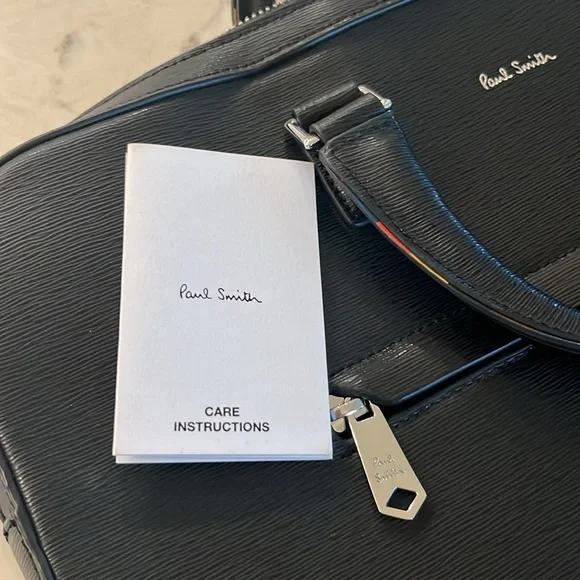 Paul Smith
Paul Smith
CARE
INSTRUCTIONS
Paul
Smith